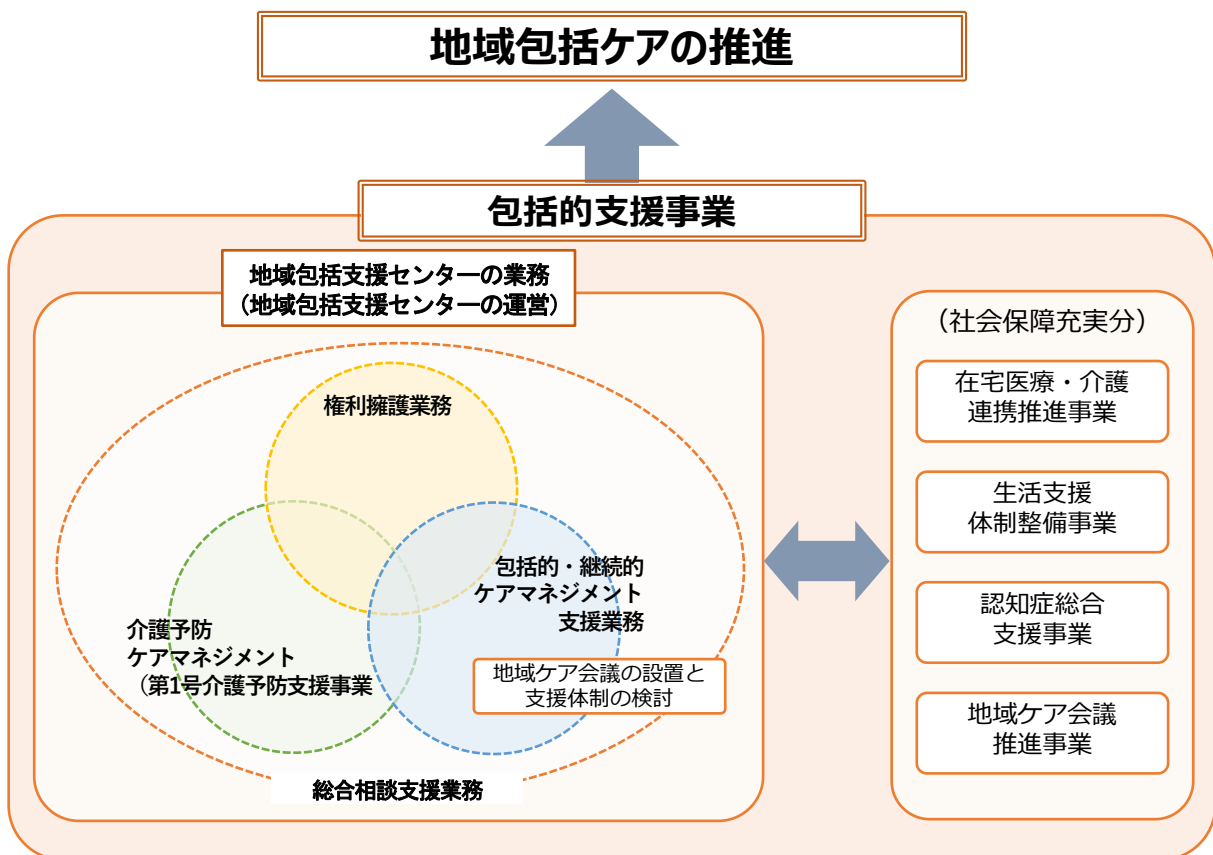 地域包括ケアの推進
包括的支援事業
地域包括支援センターの業務
（地域包括支援センターの運営）
権利擁護業務
包括的・継続的
ケアマネジメント
支援業務
介護予防
ケアマネジメント
（第1号介護予防支援事業
地域ケア会議の設置と
支援体制の検討
総合相談支援業務
（社会保障充実分）
在宅医療・介護
連携推進事業
生活支援
体制整備事業
認知症総合
支援事業
地域ケア会議
推進事業